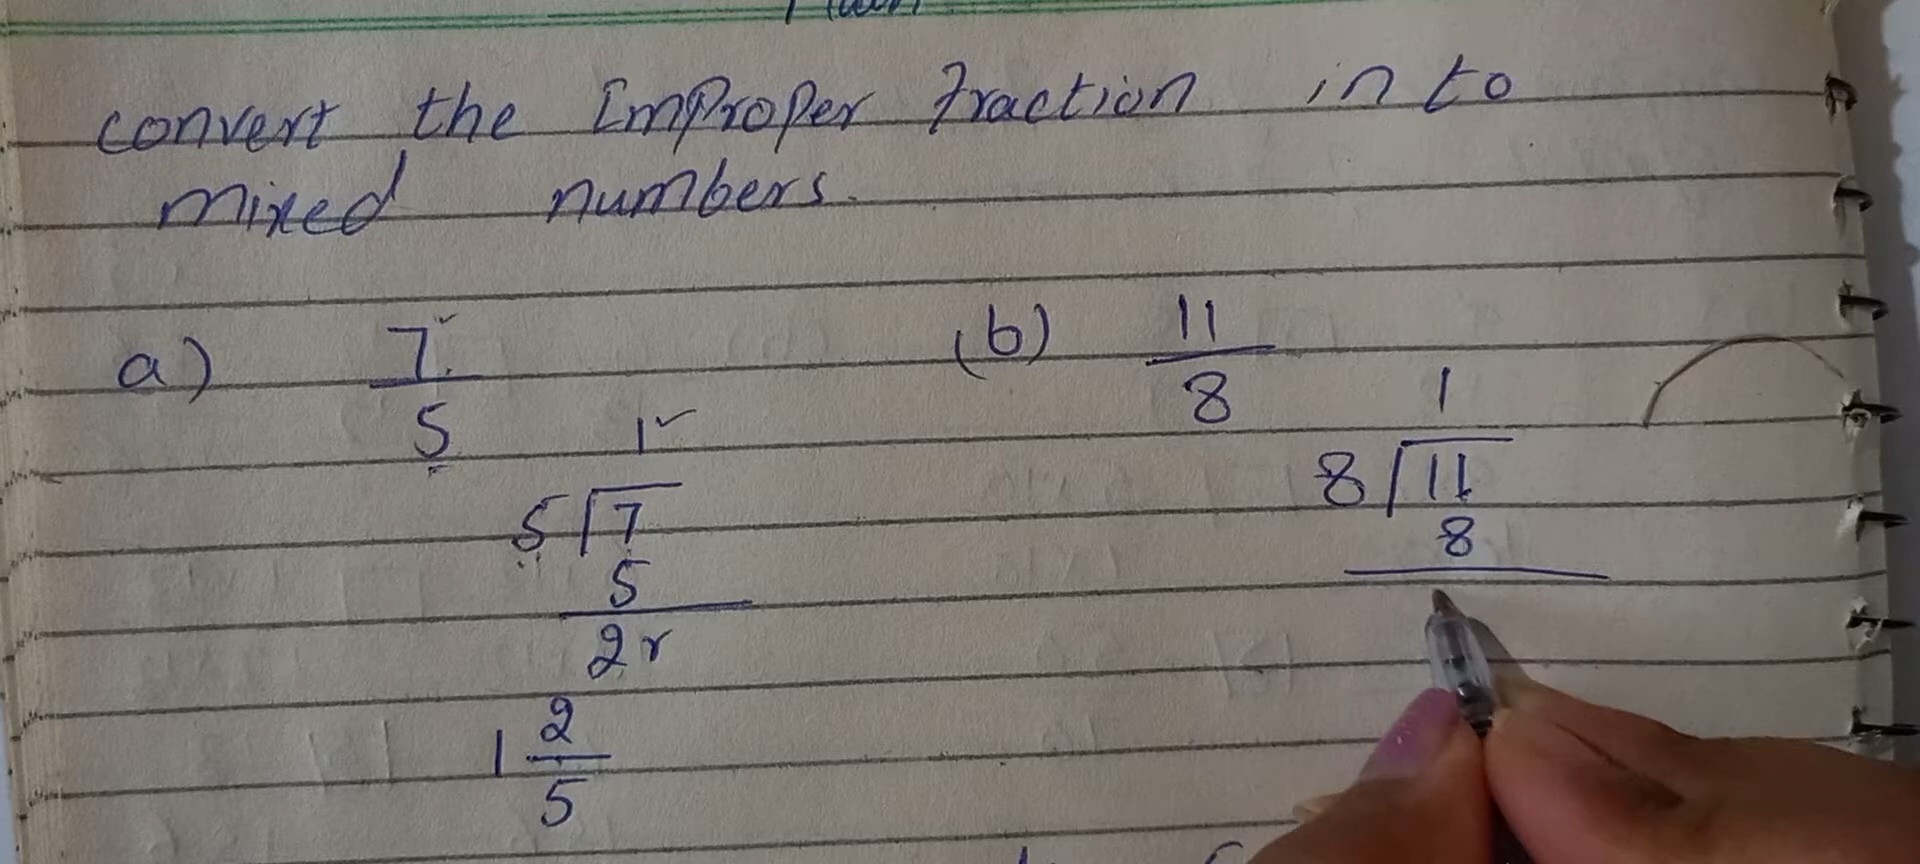 convert the Improper fraction into
mixed numbers.
a) 7
5
1
5 7
5
2r
1 2
5
(b) 11
8
1
8 11
8